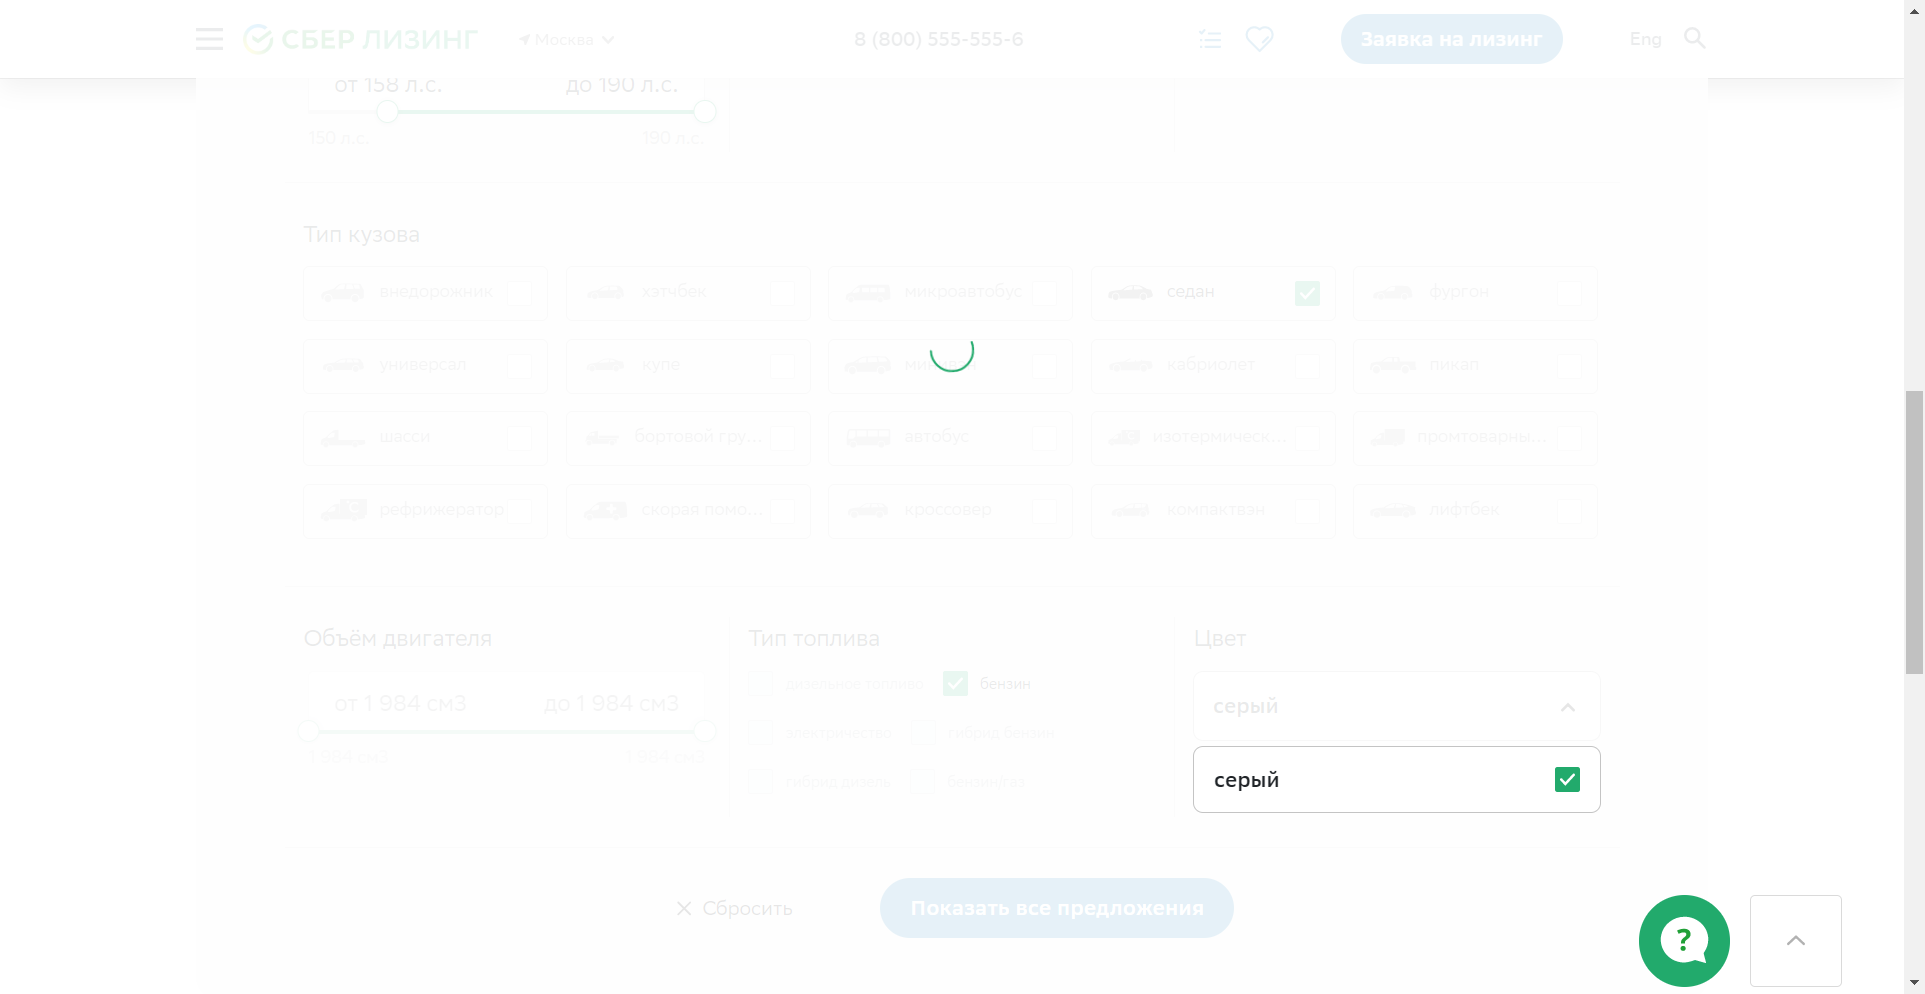 СБЕР ЛИЗИНГ
Москва
8 (800) 555-555-6
Заявка на лизинг
Eng
от 158 л.с. до 190 л.с.
150 л.с. 190 л.с.
Тип кузова
внедорожник хэтчбек микроавтобус седан фургон
универсал купе кабриолет пикап
шасси бортовой гру... автобус изотермическ... промтоварны...
рефрижератор скорая помо... кроссовер компактвэн лифтбек
Объём двигателя Тип топлива Цвет
от 1 984 см3 до 1 984 см3
1 984 см3 1 984 см3
дизельное топливо бензин
электричество гибрид бензин
гибрид дизель бензин/газ
серый
серый
Сбросить Показать все предложения
?